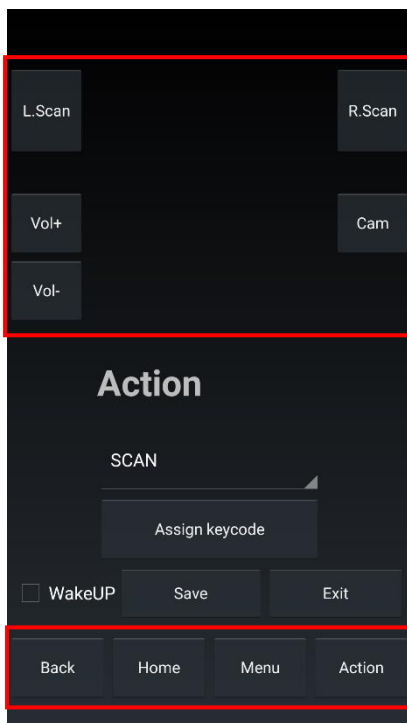 L.Scan R.Scan
Vol+ Cam
Vol-
Action
SCAN
Assign keycode
WakeUP Save Exit
Back Home Menu Action